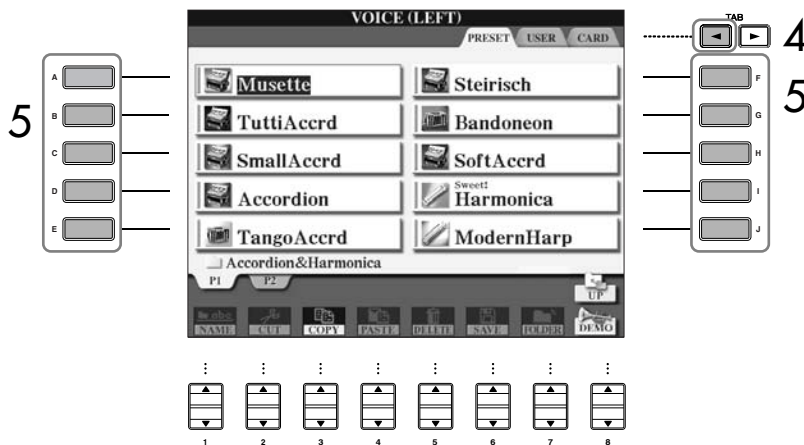 VOICE (LEFT)
PRESET USER CARD
TAB
4
5
5
A
B
C
D
E
Musette
TuttiAccrd
SmallAccrd
Accordion
TangoAccrd
Steirisch
Bandoneon
SoftAccrd
Sweet!
Harmonica
ModernHarp
F
G
H
I
J
Accordion&Harmonica
P1 P2
UP
abc
NAME CUT COPY PASTE DELETE SAVE FOLDER DEMO
1 2 3 4 5 6 7 8